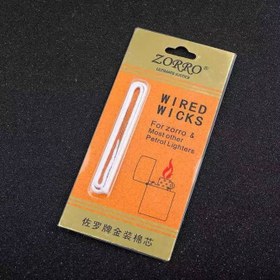 ZORRO®
WIRED
WICKS
For zorro &
Most other
Petrol Lighters
佐罗牌金装棉芯